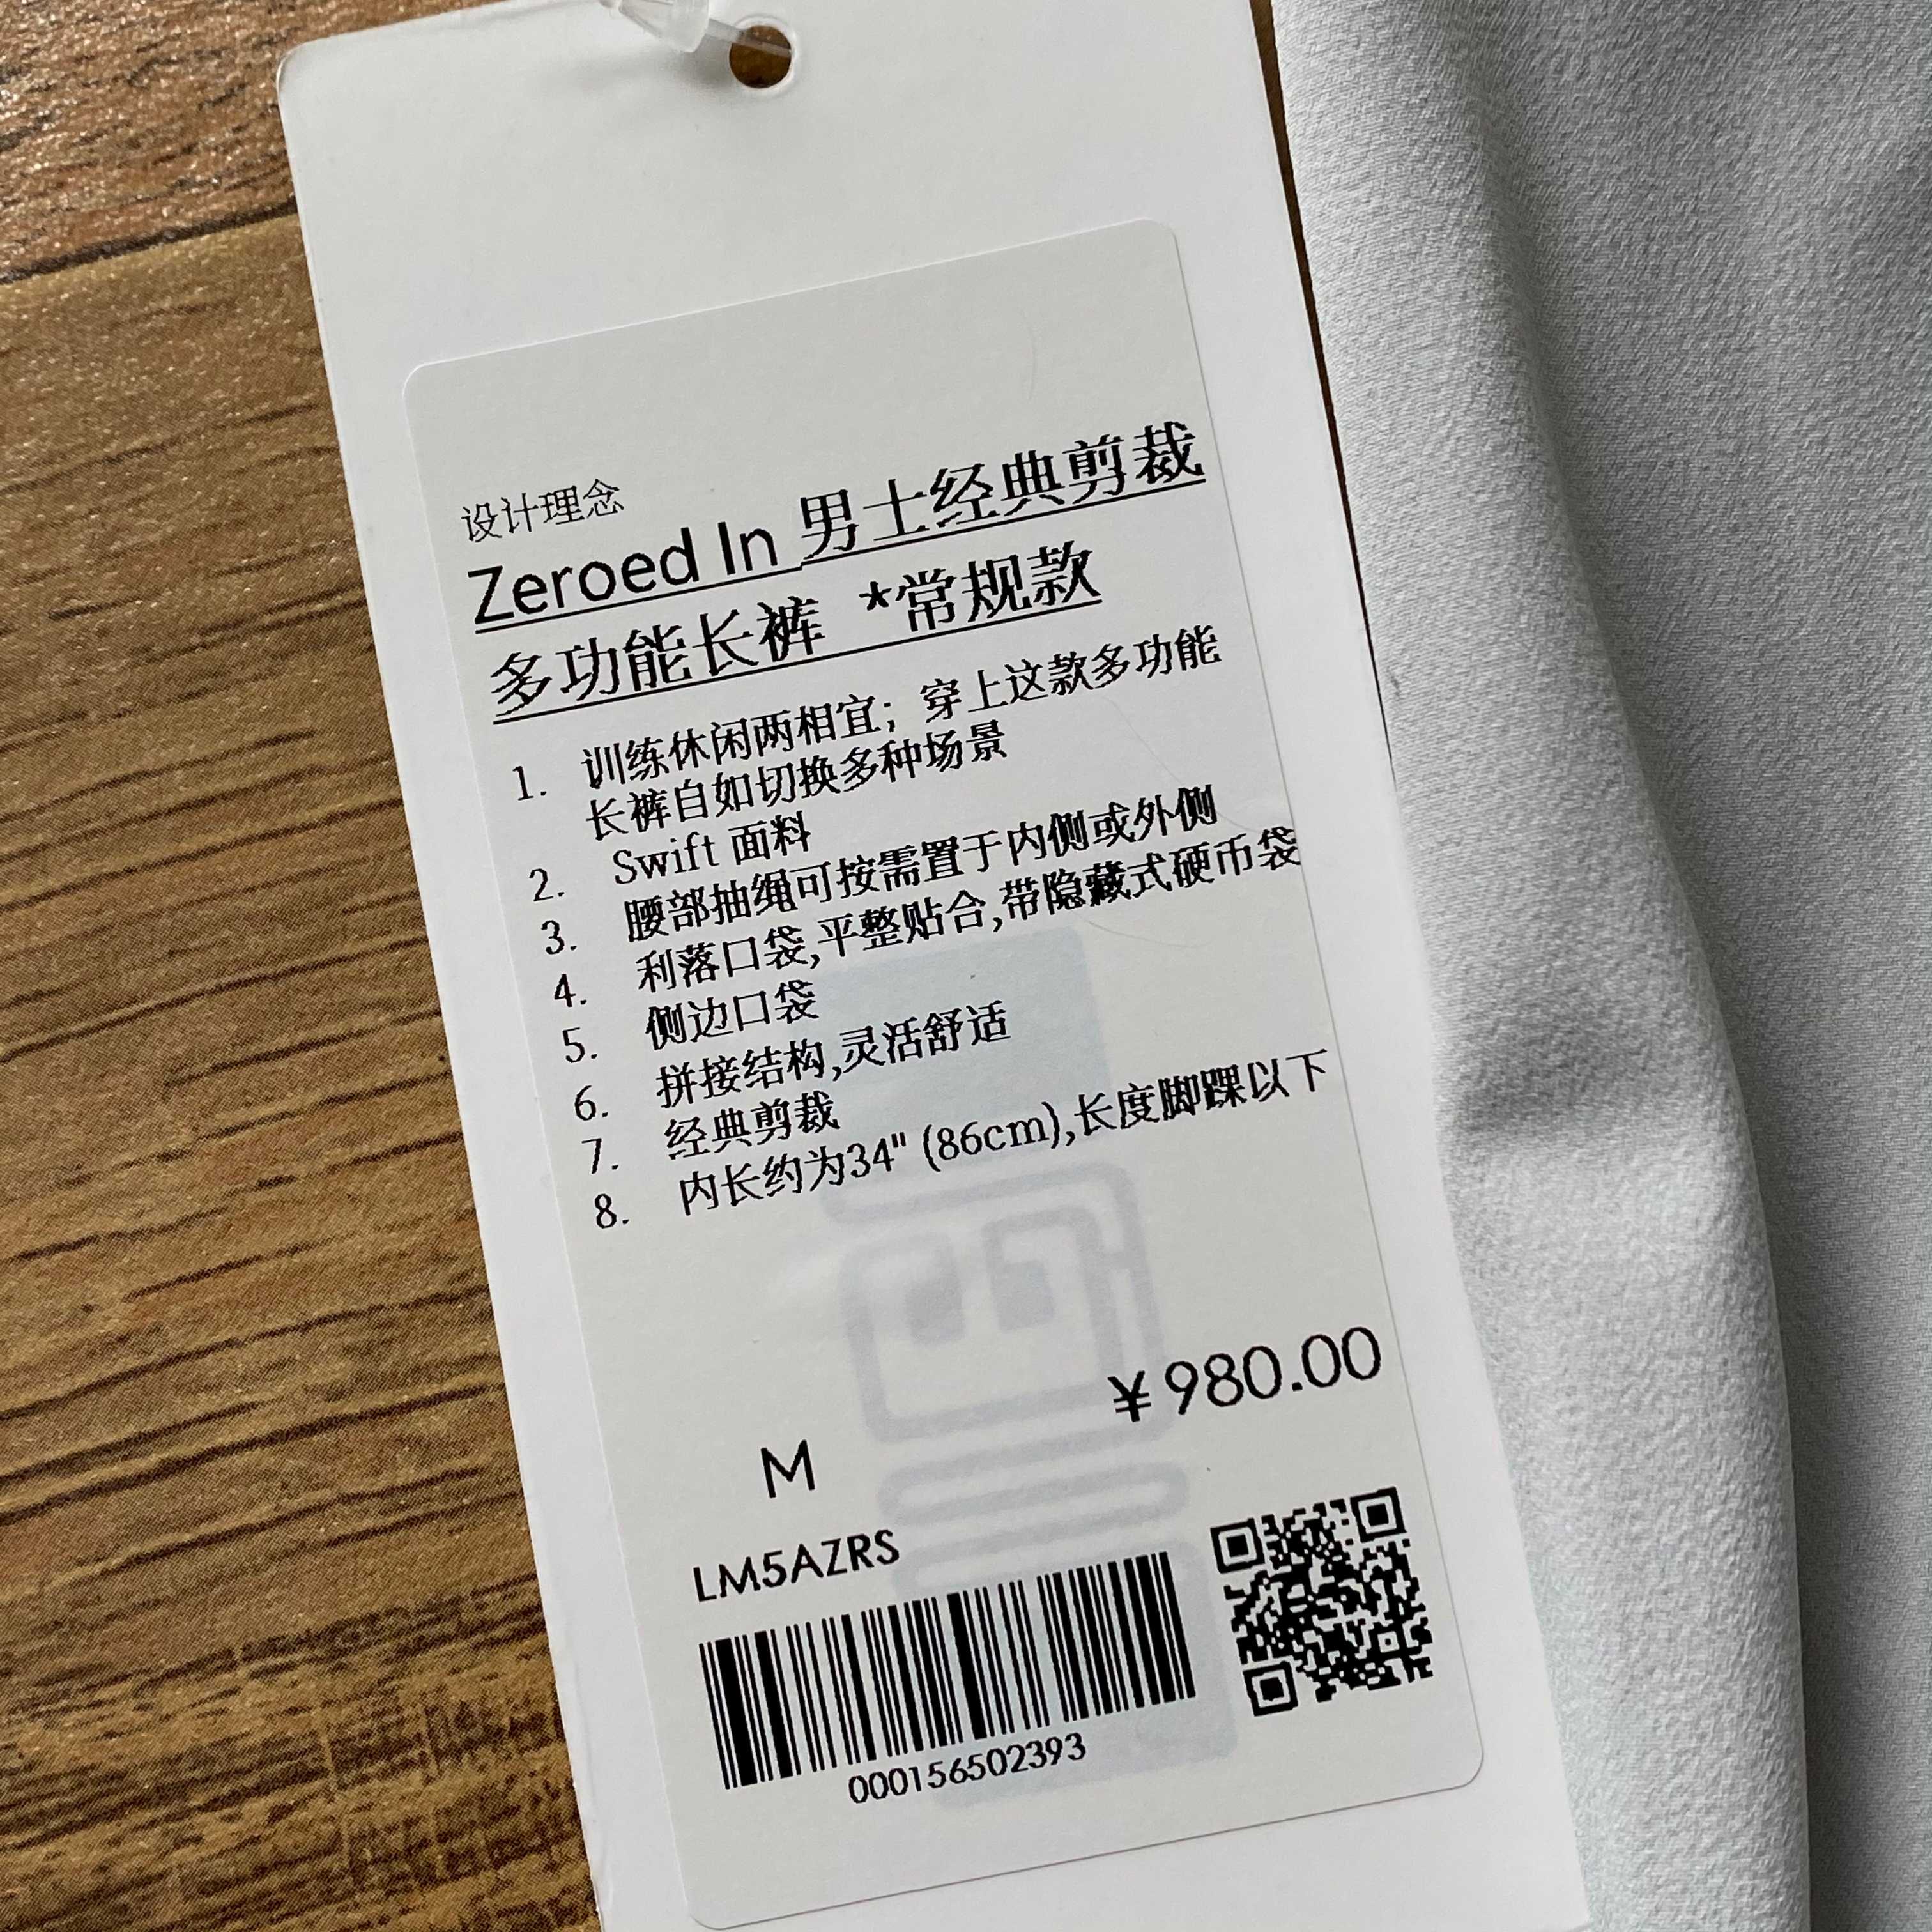 设计理念
Zeroed In 男士经典剪裁
多功能长裤 *常规款
1. 训练休闲两相宜；穿上这款多功能
长裤自如切换多种场景
2. Swift 面料
3. 腰部抽绳可按需置于内侧或外侧
4. 利落口袋,平整贴合,带隐藏式硬币袋
5. 侧边口袋
6. 拼接结构,灵活舒适
7. 经典剪裁
8. 内长约为34" (86cm),长度脚踝以下
¥980.00
M
LM5AZRS
000156502393